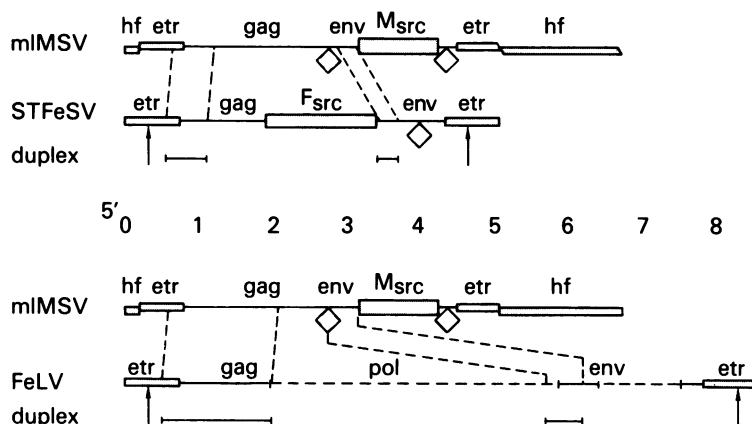 hf etr gag env Msrc etr hf
mlMSV
etr gag Fsrc env etr
STFeSV
duplex
5'
0 1 2 3 4 5 6 7 8
hf etr gag env Msrc etr hf
mlMSV
etr gag pol env etr
FeLV
duplex